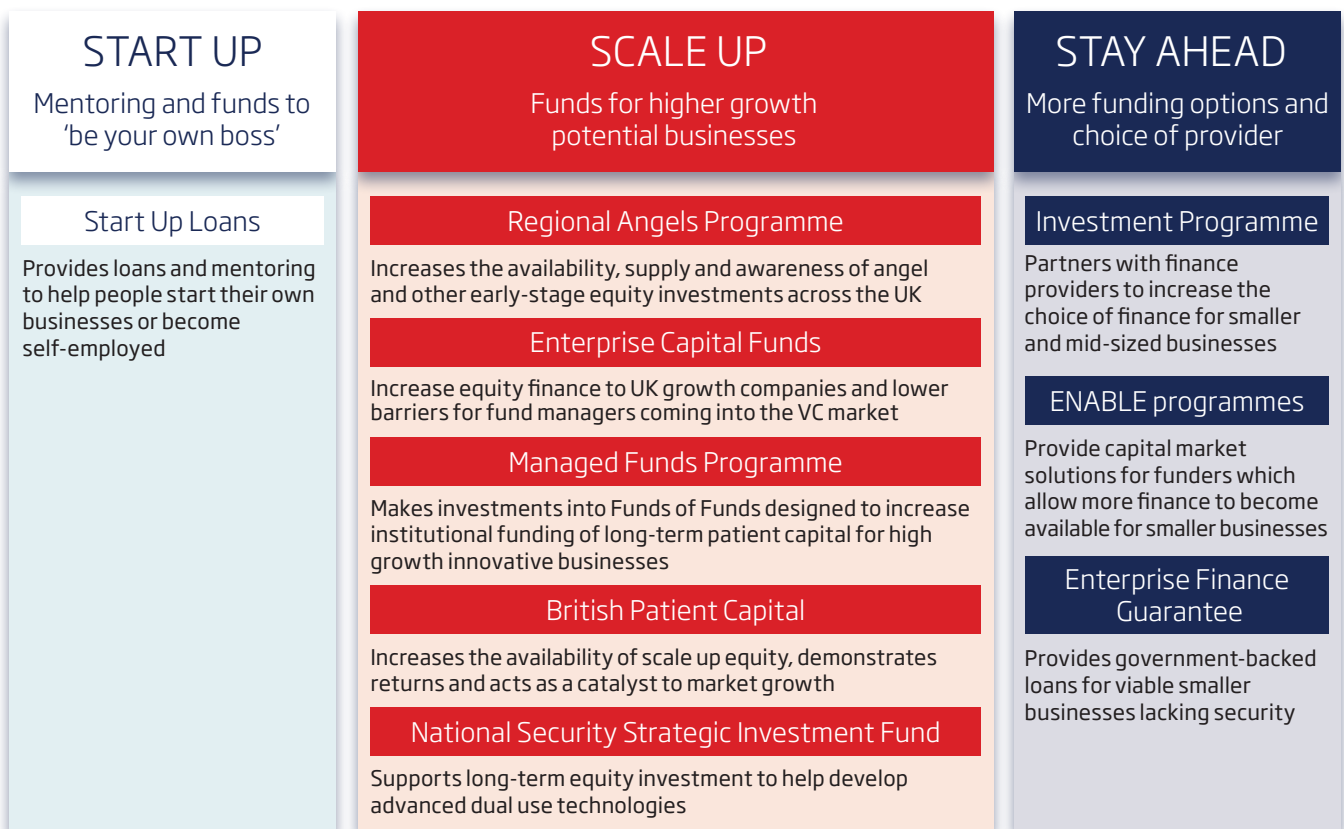 START UP
Mentoring and funds to
‘be your own boss’
Start Up Loans
Provides loans and mentoring
to help people start their own
businesses or become
self-employed
SCALE UP
Funds for higher growth
potential businesses
Regional Angels Programme
Increases the availability, supply and awareness of angel
and other early-stage equity investments across the UK
Enterprise Capital Funds
Increase equity finance to UK growth companies and lower
barriers for fund managers coming into the VC market
Managed Funds Programme
Makes investments into Funds of Funds designed to increase
institutional funding of long-term patient capital for high
growth innovative businesses
British Patient Capital
Increases the availability of scale up equity, demonstrates
returns and acts as a catalyst to market growth
National Security Strategic Investment Fund
Supports long-term equity investment to help develop
advanced dual use technologies
STAY AHEAD
More funding options and
choice of provider
Investment Programme
Partners with finance
providers to increase the
choice of finance for smaller
and mid-sized businesses
ENABLE programmes
Provide capital market
solutions for funders which
allow more finance to become
available for smaller businesses
Enterprise Finance
Guarantee
Provides government-backed
loans for viable smaller
businesses lacking security